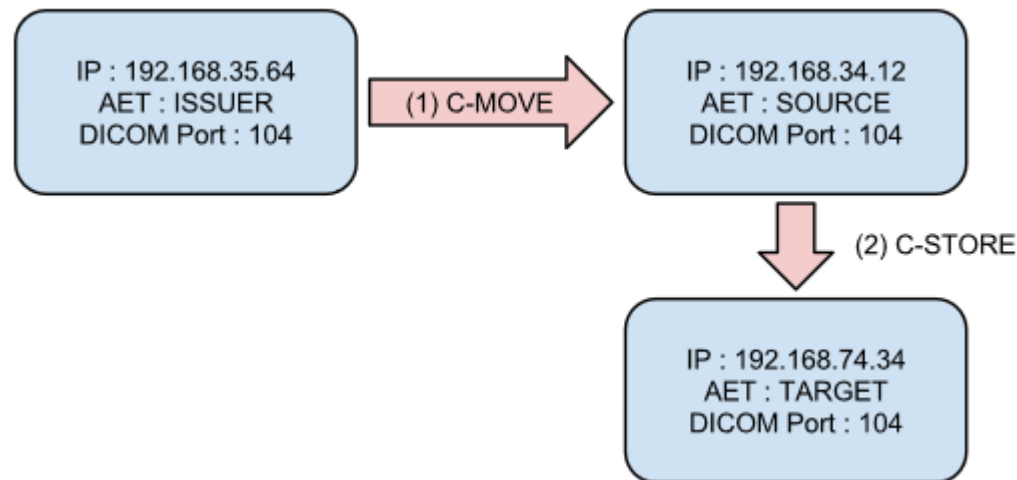 IP : 192.168.35.64
AET : ISSUER
DICOM Port : 104
(1) C-MOVE
IP : 192.168.34.12
AET : SOURCE
DICOM Port : 104
(2) C-STORE
IP : 192.168.74.34
AET : TARGET
DICOM Port : 104